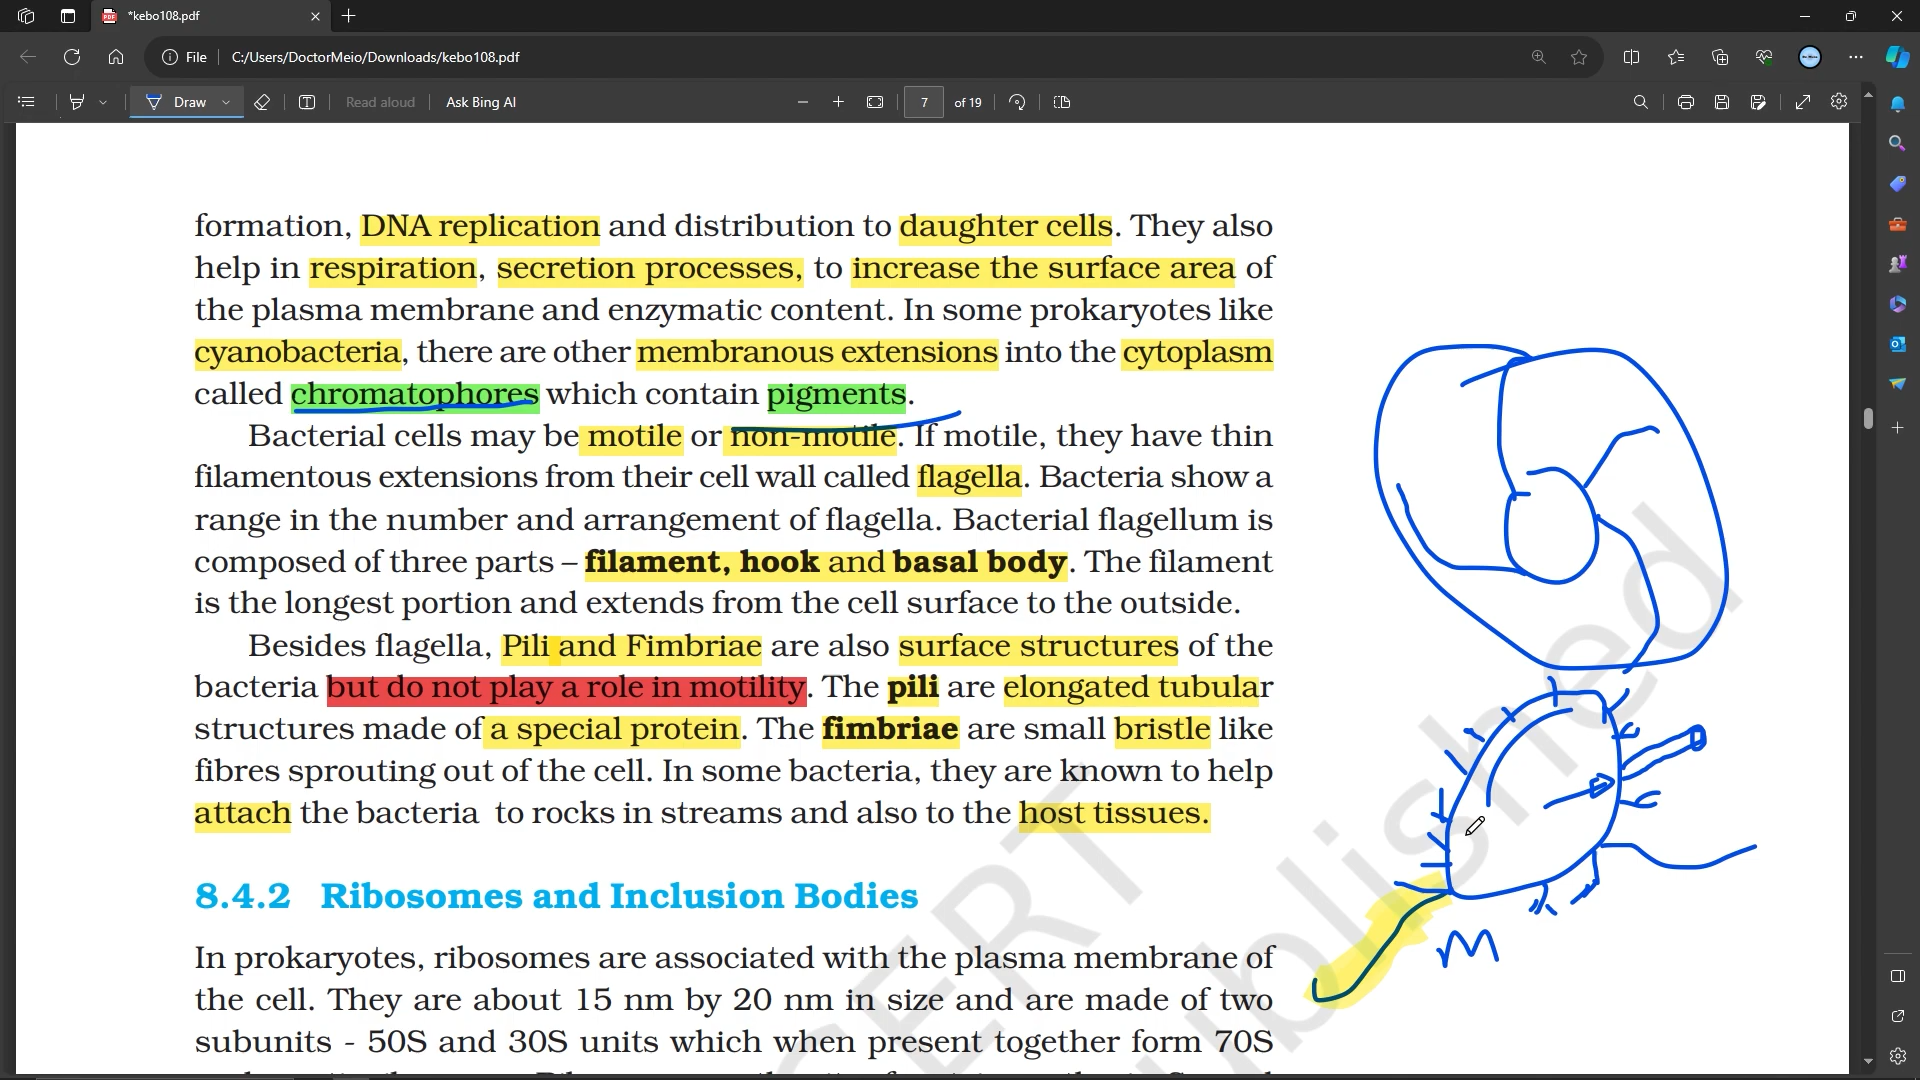 *kebo108.pdf
File
C:/Users/DoctorMeio/Downloads/kebo108.pdf
Draw
Read aloud
Ask Bing AI
7 of 19
formation, DNA replication and distribution to daughter cells. They also
help in respiration, secretion processes, to increase the surface area of
the plasma membrane and enzymatic content. In some prokaryotes like
cyanobacteria, there are other membranous extensions into the cytoplasm
called chromatophores which contain pigments.
Bacterial cells may be motile or non-motile. If motile, they have thin
filamentous extensions from their cell wall called flagella. Bacteria show a
range in the number and arrangement of flagella. Bacterial flagellum is
composed of three parts – filament, hook and basal body. The filament
is the longest portion and extends from the cell surface to the outside.
Besides flagella, Pili and Fimbriae are also surface structures of the
bacteria but do not play a role in motility. The pili are elongated tubular
structures made of a special protein. The fimbriae are small bristle like
fibres sprouting out of the cell. In some bacteria, they are known to help
attach the bacteria to rocks in streams and also to the host tissues.
8.4.2 Ribosomes and Inclusion Bodies
In prokaryotes, ribosomes are associated with the plasma membrane of
the cell. They are about 15 nm by 20 nm in size and are made of two
subunits - 50S and 30S units which when present together form 70S